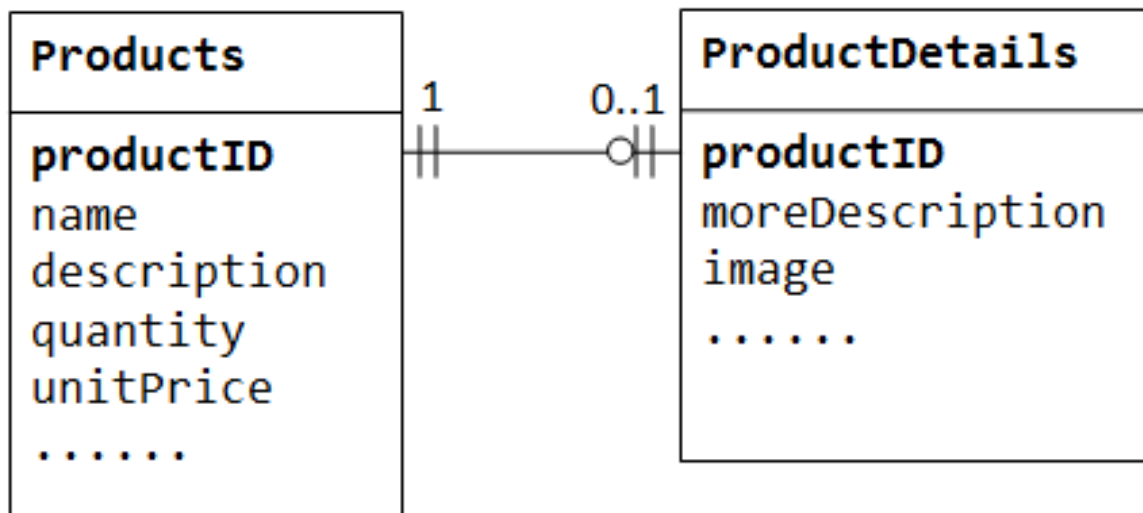 Products
productID
name
description
quantity
unitPrice
......
1
0..1
ProductDetails
productID
moreDescription
image
......